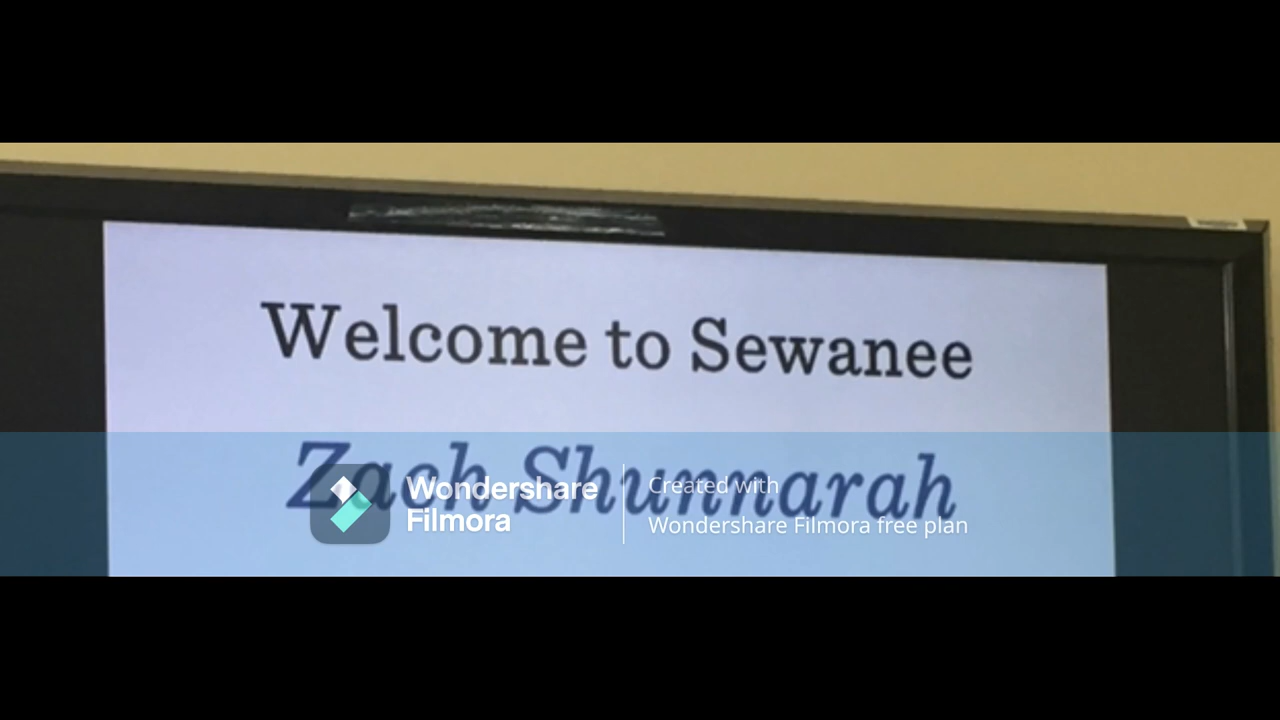 Welcome to Sewanee
Zach Shunnarah
Wondershare
Filmora
Created with
Wondershare Filmora free plan